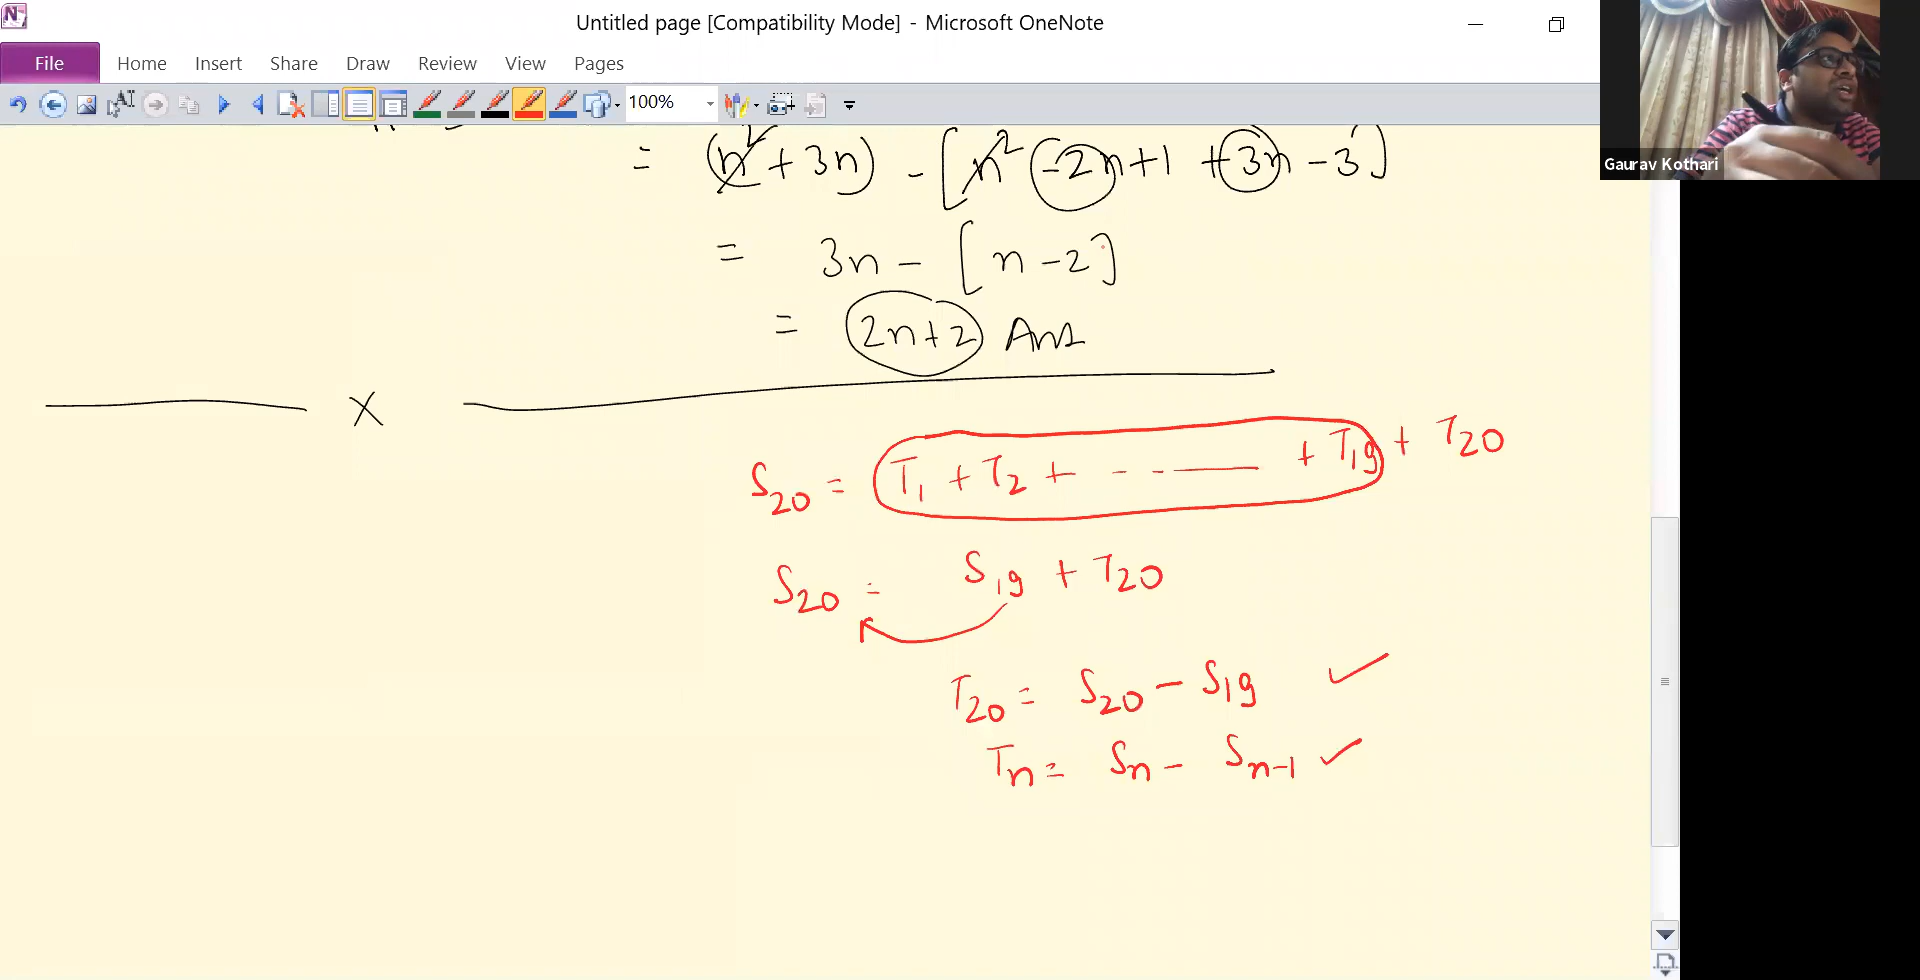 Untitled page [Compatibility Mode] - Microsoft OneNote
File Home Insert Share Draw Review View Pages
100%
Gaurav Kothari
= (n² + 3n) - [n² - 2n + 1 + 3n - 3]
= 3n - [n - 2]
= 2n+2 Ans
X
S₂₀ = T₁ + T₂ + - - — + T₁₉ + T₂₀
S₂₀ = S₁₉ + T₂₀
T₂₀ = S₂₀ - S₁₉ ✓
Tₙ = Sₙ - Sₙ₋₁ ✓